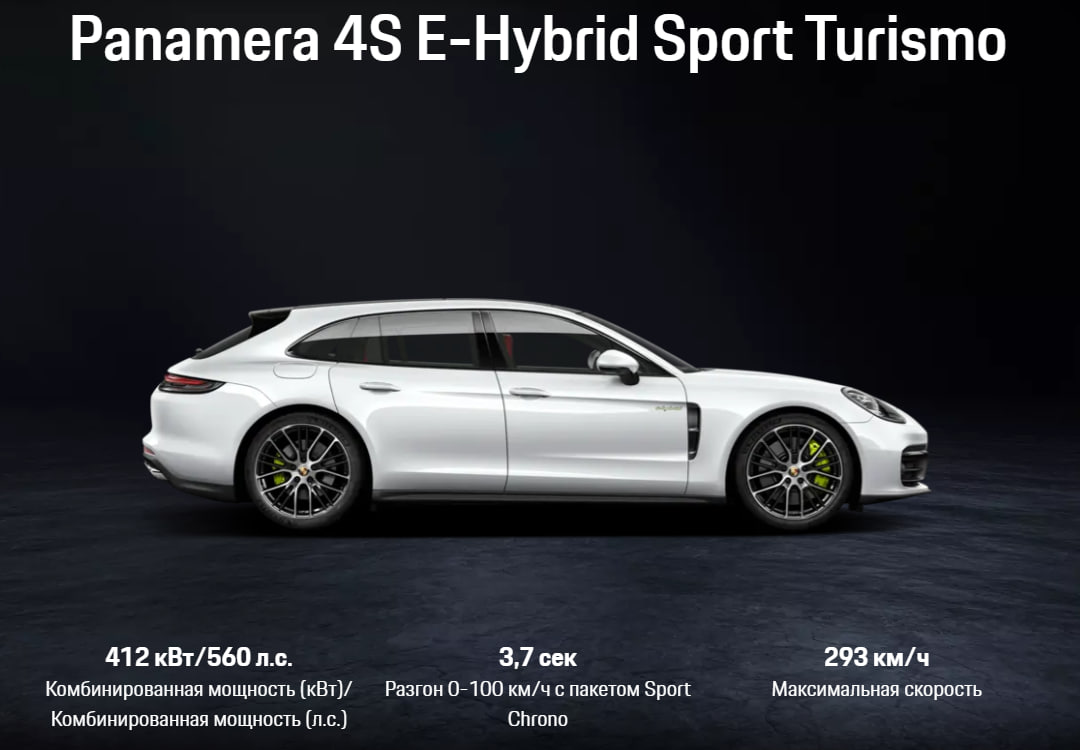 Panamera 4S E-Hybrid Sport Turismo
412 кВт/560 л.с.
Комбинированная мощность (кВт)/
Комбинированная мощность (л.с.)
3,7 сек
Разгон 0-100 км/ч с пакетом Sport
Chrono
293 км/ч
Максимальная скорость